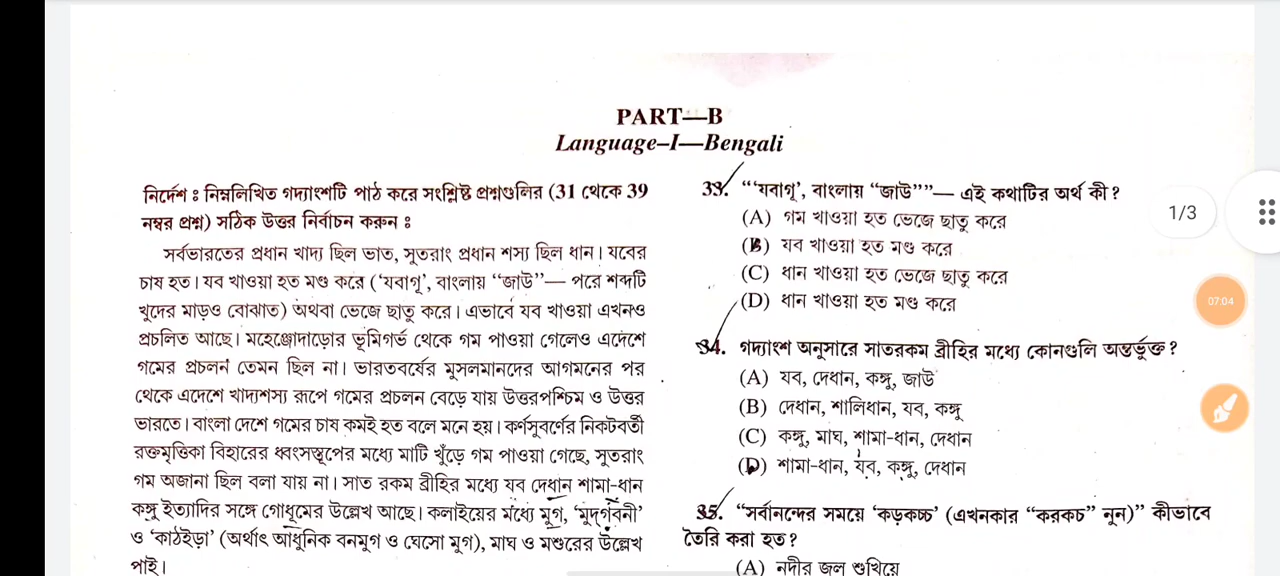 PART—B
Language–I—Bengali
নির্দেশ ঃ নিম্নলিখিত গদ্যাংশটি পাঠ করে সংশ্লিষ্ট প্রশ্নগুলির (31 থেকে 39
নম্বর প্রশ্ন) সঠিক উত্তর নির্বাচন করুন ঃ
সর্বভারতের প্রধান খাদ্য ছিল ভাত, সুতরাং প্রধান শস্য ছিল ধান। যবের
চাষ হত। যব খাওয়া হত মণ্ড করে (‘যবাগূ’, বাংলায় “জাউ”— পরে শব্দটি
খুদের মাড়ও বোঝাত) অথবা ভেজে ছাতু করে। এভাবে যব খাওয়া এখনও
প্রচলিত আছে। মহেঞ্জোদাড়োর ভূমিগর্ভ থেকে গম পাওয়া গেলেও এদেশে
গমের প্রচলন তেমন ছিল না। ভারতবর্ষের মুসলমানদের আগমনের পর
থেকে এদেশে খাদ্যশস্য রূপে গমের প্রচলন বেড়ে যায় উত্তরপশ্চিম ও উত্তর
ভারতে। বাংলা দেশে গমের চাষ কমই হত বলে মনে হয়। কর্ণসুবর্ণের নিকটবর্তী
রক্তমৃত্তিকা বিহারের ধ্বংসস্তূপের মধ্যে মাটি খুঁড়ে গম পাওয়া গেছে, সুতরাং
গম অজানা ছিল বলা যায় না। সাত রকম ব্রীহির মধ্যে যব দেধান শামা-ধান
কঙ্গু ইত্যাদির সঙ্গে গোধূমের উল্লেখ আছে। কলাইয়ের মধ্যে মুগ, ‘মুদ্গবনী’
ও ‘কাঠইড়া’ (অর্থাৎ আধুনিক বনমুগ ও ঘেসো মুগ), মাঘ ও মশুরের উল্লেখ
পাই।
33. “‘যবাগূ’, বাংলায় “জাউ””— এই কথাটির অর্থ কী?
(A) গম খাওয়া হত ভেজে ছাতু করে
(B) যব খাওয়া হত মণ্ড করে
(C) ধান খাওয়া হত ভেজে ছাতু করে
(D) ধান খাওয়া হত মণ্ড করে
34. গদ্যাংশ অনুসারে সাতরকম ব্রীহির মধ্যে কোনগুলি অন্তর্ভুক্ত?
(A) যব, দেধান, কঙ্গু, জাউ
(B) দেধান, শালিধান, যব, কঙ্গু
(C) কঙ্গু, মাঘ, শামা-ধান, দেধান
(D) শামা-ধান, যব, কঙ্গু, দেধান
35. “সর্বানন্দের সময়ে ‘কড়কচ্চ’ (এখনকার “করকচ” নুন)” কীভাবে
তৈরি করা হত?
(A) নদীর জল শুখিয়ে
1/3
07:04